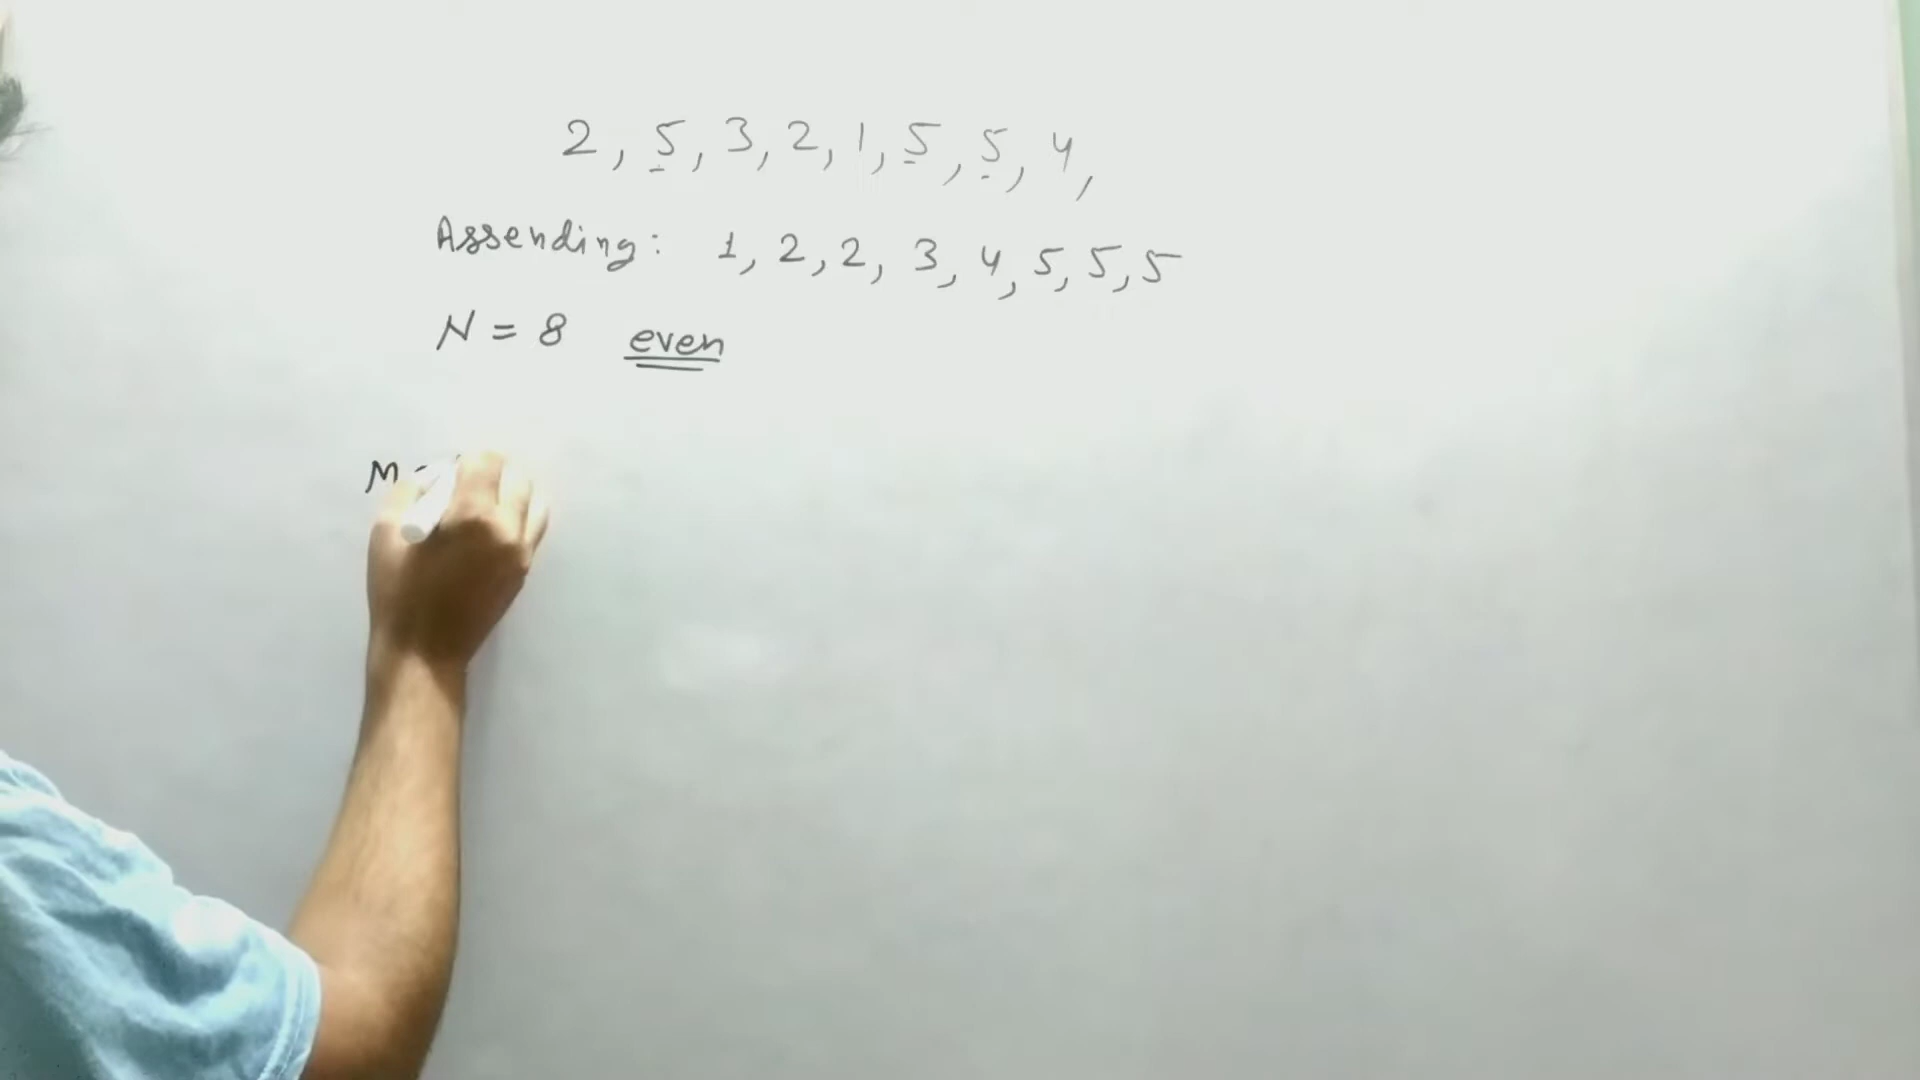 2, 5, 3, 2, 1, 5, 5, 4,
Assending: 1, 2, 2, 3, 4, 5, 5, 5
N = 8 even
M =